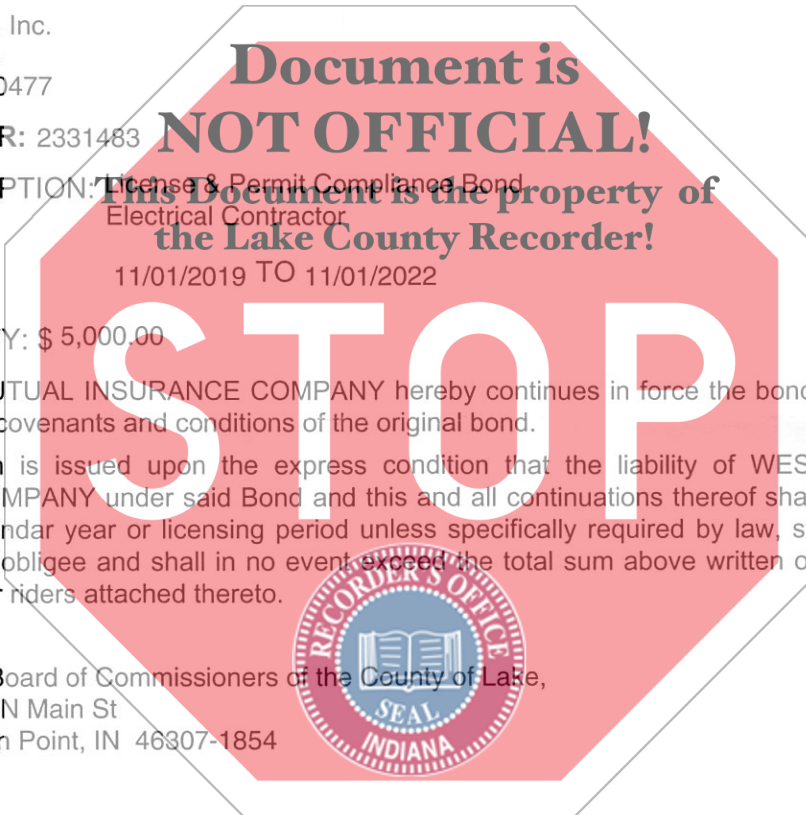 Inc.
Document is
0477
NOT OFFICIAL!
R: 2331483
PTION: License & Permit Compliance Bond
This Document is the property of
Electrical Contractor
the Lake County Recorder!
11/01/2019 TO 11/01/2022
STOP
Y: $ 5,000.00
UTUAL INSURANCE COMPANY hereby continues in force the bond
covenants and conditions of the original bond.
n is issued upon the express condition that the liability of WES
MPANY under said Bond and this and all continuations thereof sha
ndar year or licensing period unless specifically required by law, s
obligee and shall in no event exceed the total sum above written o
r riders attached thereto.
RECORDER'S OFFICE
SEAL
INDIANA
Board of Commissioners of the County of Lake,
N Main St
n Point, IN 46307-1854